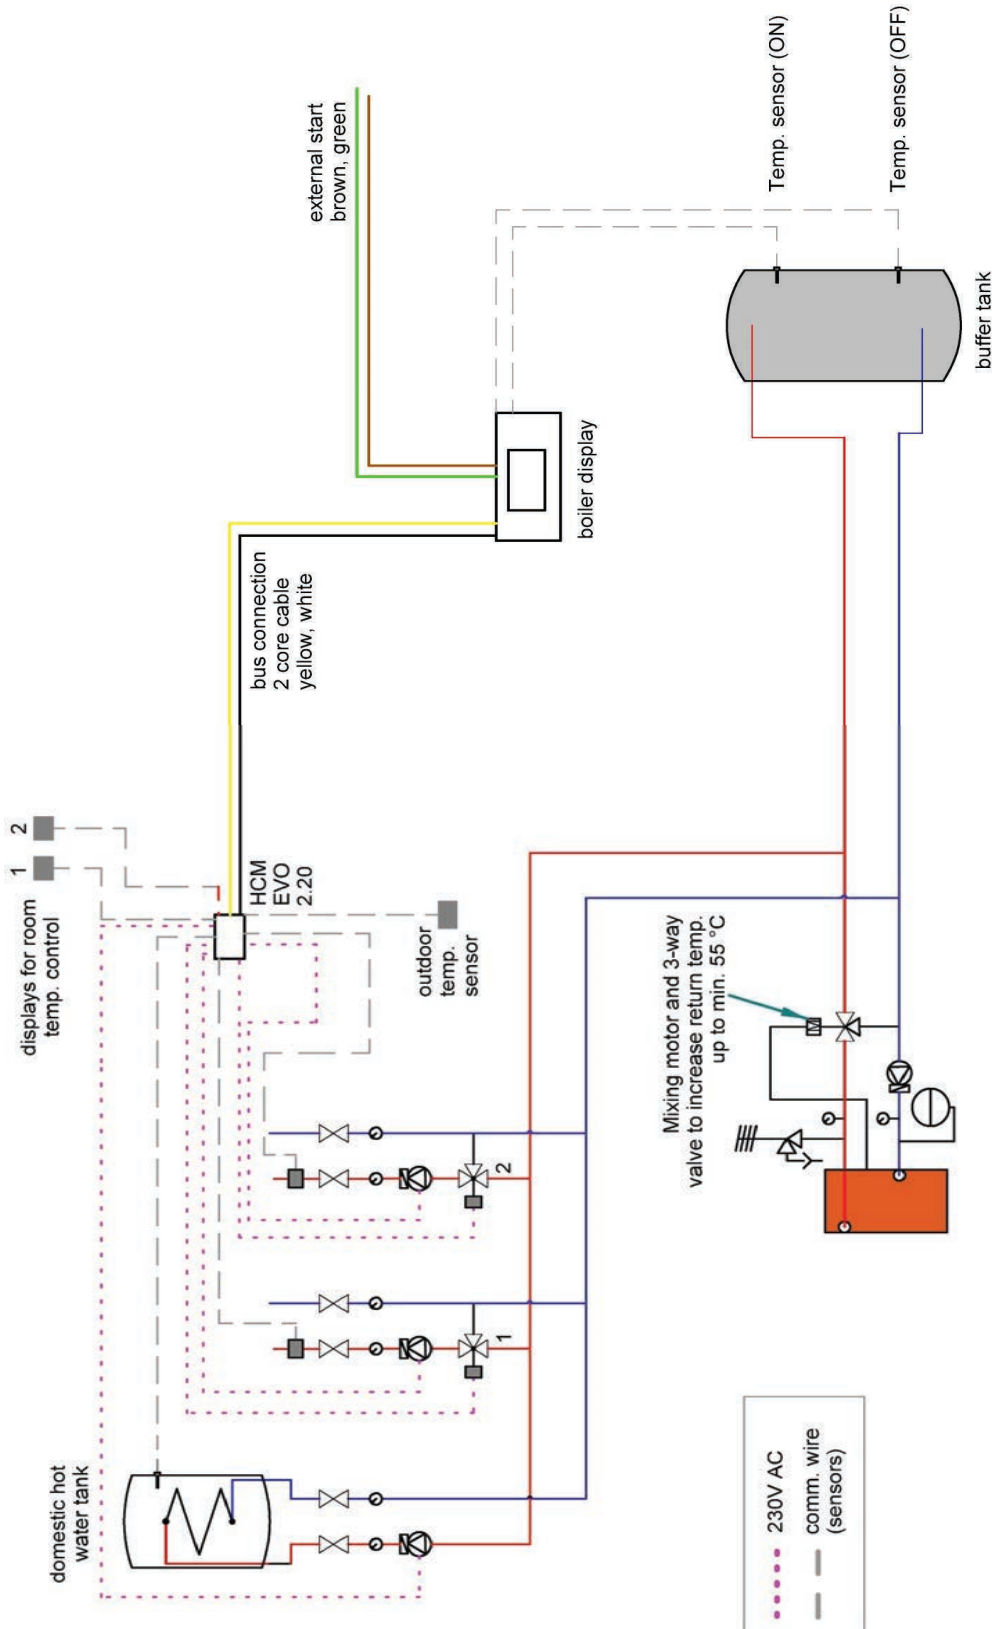 domestic hot
water tank
displays for room
temp. control
1
2
HCM
EVO
2.20
outdoor
temp.
sensor
bus connection
2 core cable
yellow, white
external start
brown, green
boiler display
1
2
Temp. sensor (ON)
Temp. sensor (OFF)
buffer tank
Mixing motor and 3-way
valve to increase return temp.
up to min. 55 °C
230V AC
comm. wire
(sensors)